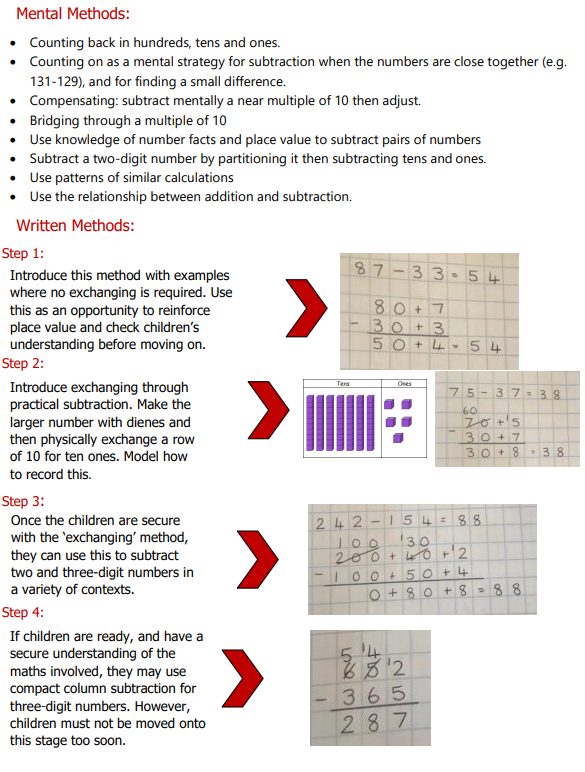 Mental Methods:
• Counting back in hundreds, tens and ones.
• Counting on as a mental strategy for subtraction when the numbers are close together (e.g.
131-129), and for finding a small difference.
• Compensating: subtract mentally a near multiple of 10 then adjust.
• Bridging through a multiple of 10
• Use knowledge of number facts and place value to subtract pairs of numbers
• Subtract a two-digit number by partitioning it then subtracting tens and ones.
• Use patterns of similar calculations
• Use the relationship between addition and subtraction.
Written Methods:
Step 1:
Introduce this method with examples
where no exchanging is required. Use
this as an opportunity to reinforce
place value and check children's
understanding before moving on.
87-33=54
80+7
- 30+3
50+4=54
Step 2:
Introduce exchanging through
practical subtraction. Make the
larger number with dienes and
then physically exchange a row
of 10 for ten ones. Model how
to record this.
Tens Ones
75-37=38
60
70+15
- 30+7
30+8=38
Step 3:
Once the children are secure
with the 'exchanging' method,
they can use this to subtract
two and three-digit numbers in
a variety of contexts.
242-154=88
100 130
200+40+12
- 100+50+4
0+80+8=88
Step 4:
If children are ready, and have a
secure understanding of the
maths involved, they may use
compact column subtraction for
three-digit numbers. However,
children must not be moved onto
this stage too soon.
5 14
6 5 12
- 3 6 5
2 8 7